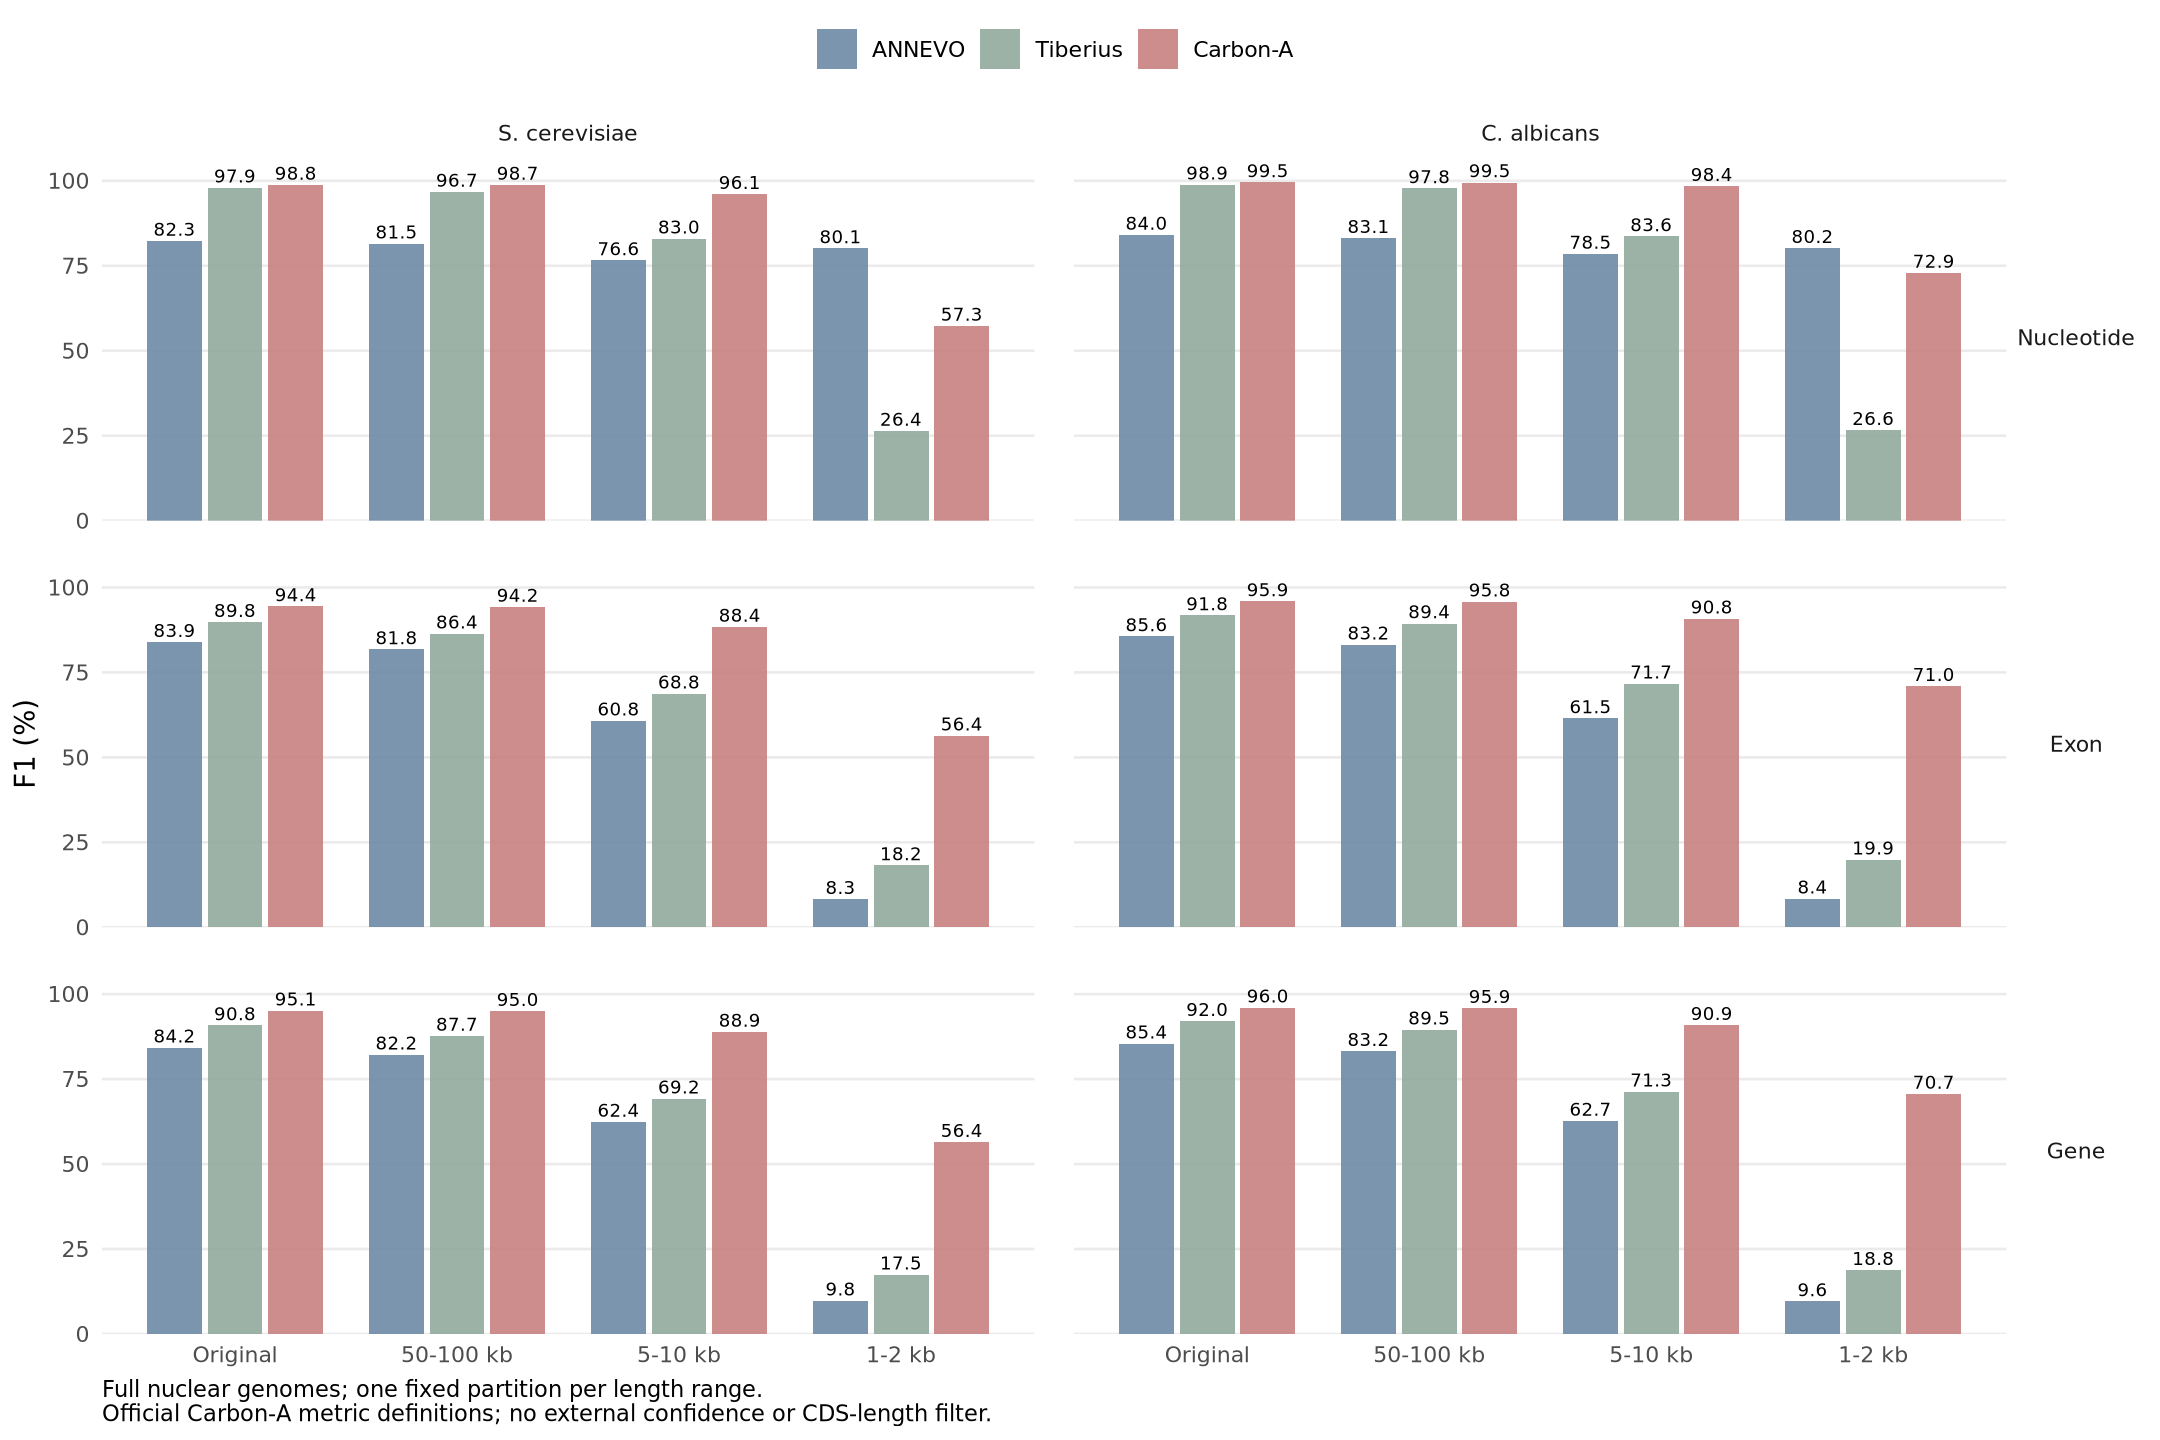 ANNEVO Tiberius Carbon-A
S. cerevisiae C. albicans
97.9 98.8 96.7 98.7 96.1 98.9 99.5 97.8 99.5 98.4
100
82.3 81.5 76.6 83.0 80.1 84.0 83.1 78.5 83.6 80.2
75 72.9
57.3
Nucleotide
50
26.4 26.6
25
0
100
94.4 94.2 95.9 95.8
83.9 89.8 81.8 86.4 88.4 85.6 91.8 83.2 89.4 90.8
75
60.8 68.8 61.5 71.7 71.0
56.4
F1 (%)
50
Exon
25
8.3 18.2 8.4 19.9
0
100
95.1 95.0 96.0 95.9
84.2 90.8 82.2 87.7 88.9 85.4 92.0 83.2 89.5 90.9
75
62.4 69.2 62.7 71.3 70.7
56.4
50
Gene
25
9.8 17.5 9.6 18.8
0
Original 50-100 kb 5-10 kb 1-2 kb Original 50-100 kb 5-10 kb 1-2 kb
Full nuclear genomes; one fixed partition per length range.
Official Carbon-A metric definitions; no external confidence or CDS-length filter.